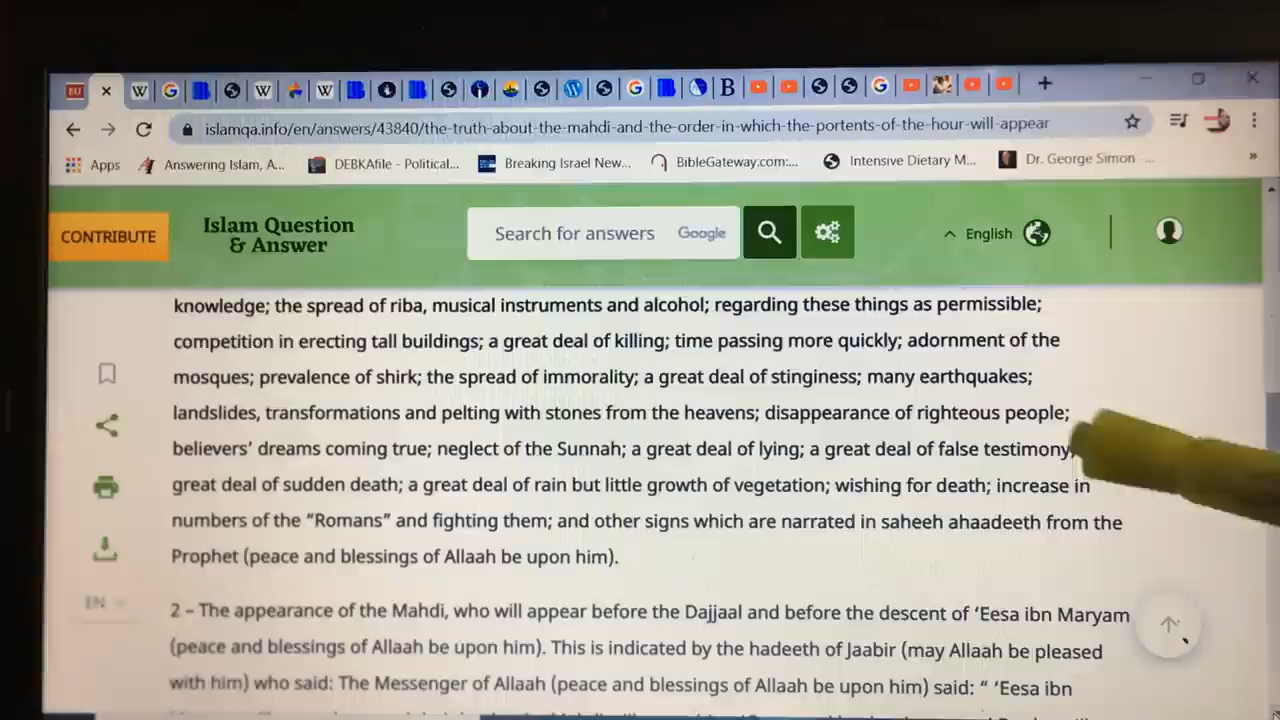 islamqa.info/en/answers/43840/the-truth-about-the-mahdi-and-the-order-in-which-the-portents-of-the-hour-will-appear
Apps
Answering Islam, A...
DEBKAfile - Political...
Breaking Israel New...
BibleGateway.com:...
Intensive Dietary M...
Dr. George Simon ...
»
CONTRIBUTE
Islam Question
& Answer
Search for answers Google
English
knowledge; the spread of riba, musical instruments and alcohol; regarding these things as permissible;
competition in erecting tall buildings; a great deal of killing; time passing more quickly; adornment of the
mosques; prevalence of shirk; the spread of immorality; a great deal of stinginess; many earthquakes;
landslides, transformations and pelting with stones from the heavens; disappearance of righteous people;
believers' dreams coming true; neglect of the Sunnah; a great deal of lying; a great deal of false testimony,
great deal of sudden death; a great deal of rain but little growth of vegetation; wishing for death; increase in
numbers of the "Romans" and fighting them; and other signs which are narrated in saheeh ahaadeeth from the
Prophet (peace and blessings of Allaah be upon him).
EN
2 – The appearance of the Mahdi, who will appear before the Dajjaal and before the descent of 'Eesa ibn Maryam
(peace and blessings of Allaah be upon him). This is indicated by the hadeeth of Jaabir (may Allaah be pleased
with him) who said: The Messenger of Allaah (peace and blessings of Allaah be upon him) said: " 'Eesa ibn